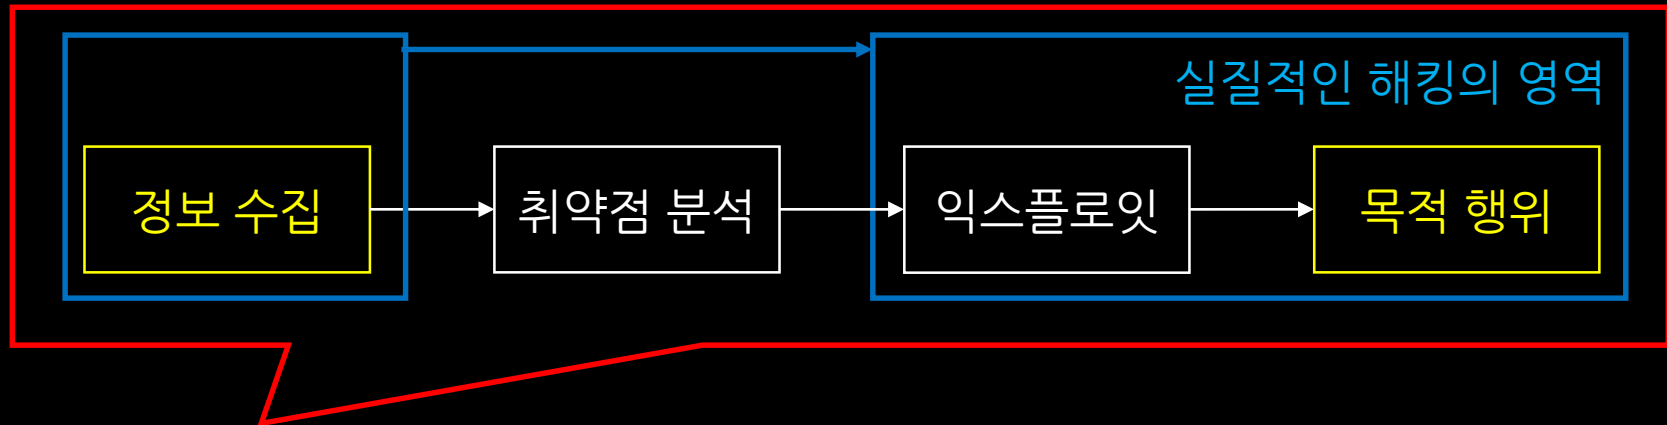 실질적인 해킹의 영역
정보 수집
취약점 분석
익스플로잇
목적 행위